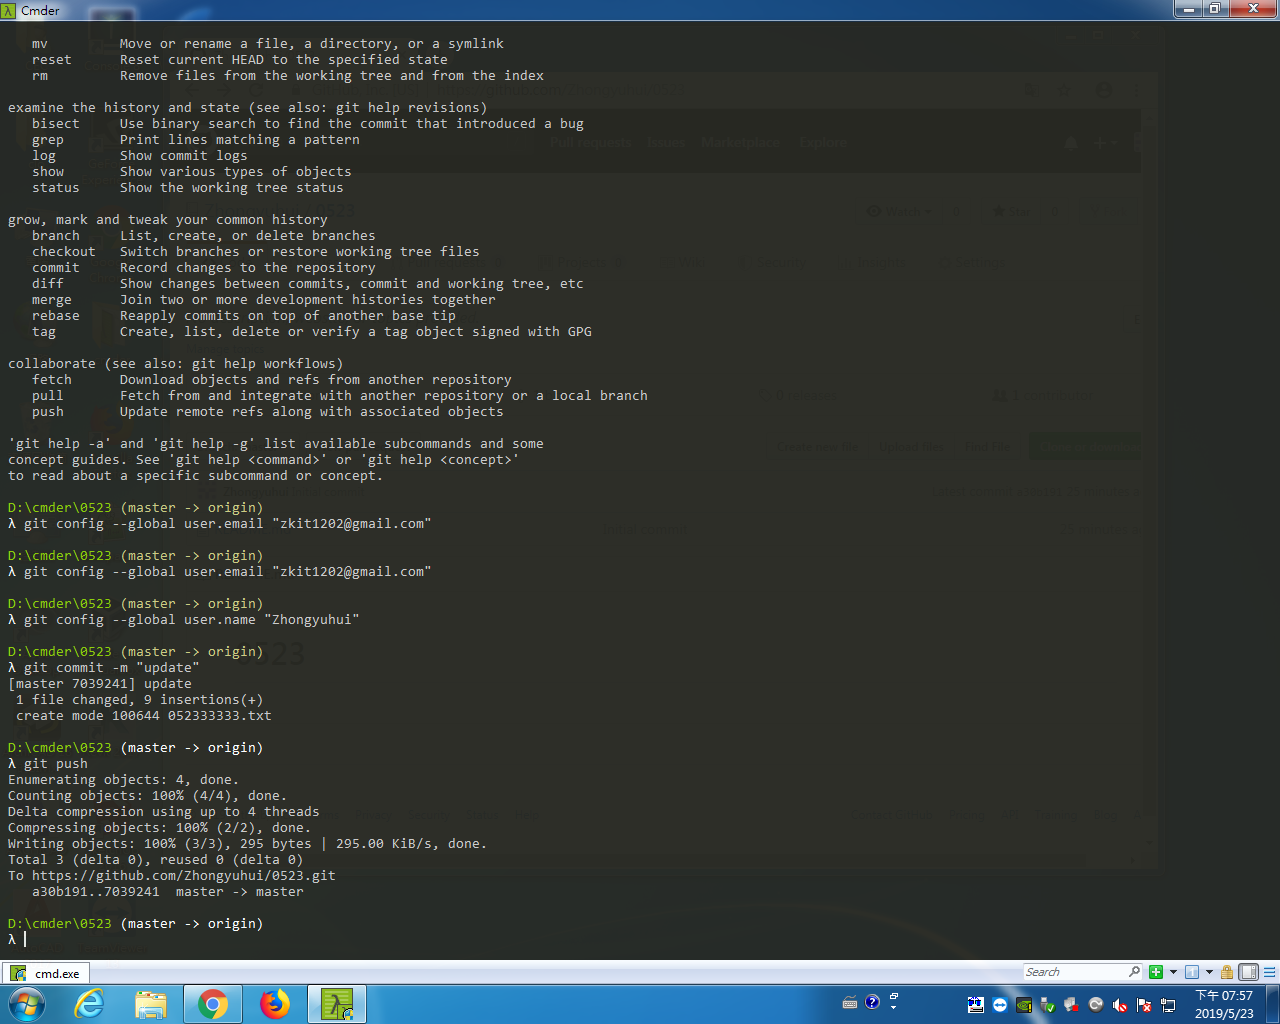 Cmder
mv Move or rename a file, a directory, or a symlink
reset Reset current HEAD to the specified state
rm Remove files from the working tree and from the index
examine the history and state (see also: git help revisions)
bisect Use binary search to find the commit that introduced a bug
grep Print lines matching a pattern
log Show commit logs
show Show various types of objects
status Show the working tree status
grow, mark and tweak your common history
branch List, create, or delete branches
checkout Switch branches or restore working tree files
commit Record changes to the repository
diff Show changes between commits, commit and working tree, etc
merge Join two or more development histories together
rebase Reapply commits on top of another base tip
tag Create, list, delete or verify a tag object signed with GPG
collaborate (see also: git help workflows)
fetch Download objects and refs from another repository
pull Fetch from and integrate with another repository or a local branch
push Update remote refs along with associated objects
'git help -a' and 'git help -g' list available subcommands and some
concept guides. See 'git help <command>' or 'git help <concept>'
to read about a specific subcommand or concept.
D:\cmder\0523 (master -> origin)
λ git config --global user.email "zkit1202@gmail.com"
D:\cmder\0523 (master -> origin)
λ git config --global user.email "zkit1202@gmail.com"
D:\cmder\0523 (master -> origin)
λ git config --global user.name "Zhongyuhui"
D:\cmder\0523 (master -> origin)
λ git commit -m "update"
[master 7039241] update
1 file changed, 9 insertions(+)
create mode 100644 052333333.txt
D:\cmder\0523 (master -> origin)
λ git push
Enumerating objects: 4, done.
Counting objects: 100% (4/4), done.
Delta compression using up to 4 threads
Compressing objects: 100% (2/2), done.
Writing objects: 100% (3/3), 295 bytes | 295.00 KiB/s, done.
Total 3 (delta 0), reused 0 (delta 0)
To https://github.com/Zhongyuhui/0523.git
a30b191..7039241 master -> master
D:\cmder\0523 (master -> origin)
λ
Pull requests Issues Marketplace Explore
0523
cmd.exe
Search
下午 07:57
2019/5/23